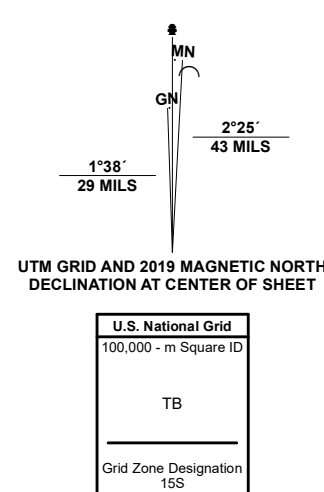 MN
GN
2°25´
43 MILS
1°38´
29 MILS
UTM GRID AND 2019 MAGNETIC NORTH
DECLINATION AT CENTER OF SHEET
U.S. National Grid
100,000 - m Square ID
TB
Grid Zone Designation
15S